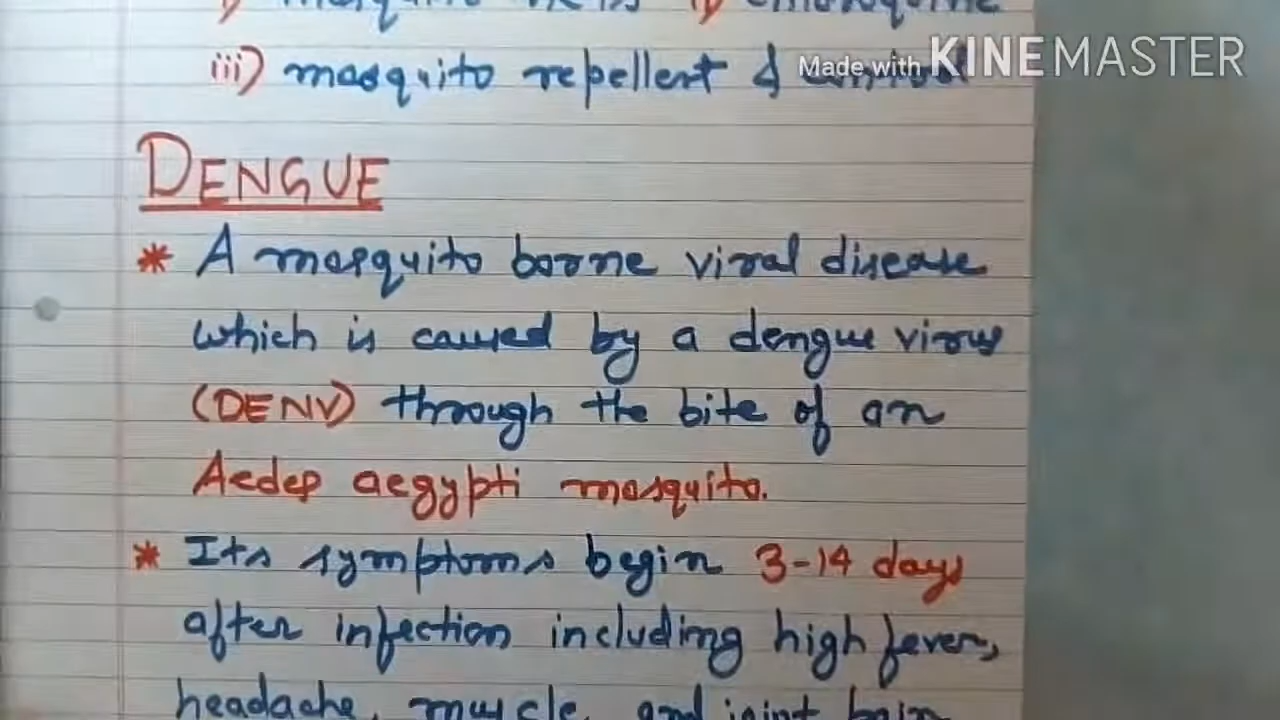 iii) mosquito repellent &
Made with KINEMASTER
DENGUE
* A mosquito borne viral disease
which is caused by a dengue virus
(DENV) through the bite of an
Aedes aegypti mosquito.
* Its symptoms begin 3-14 days
after infection including high fever,
headache, muscle, and joint pain